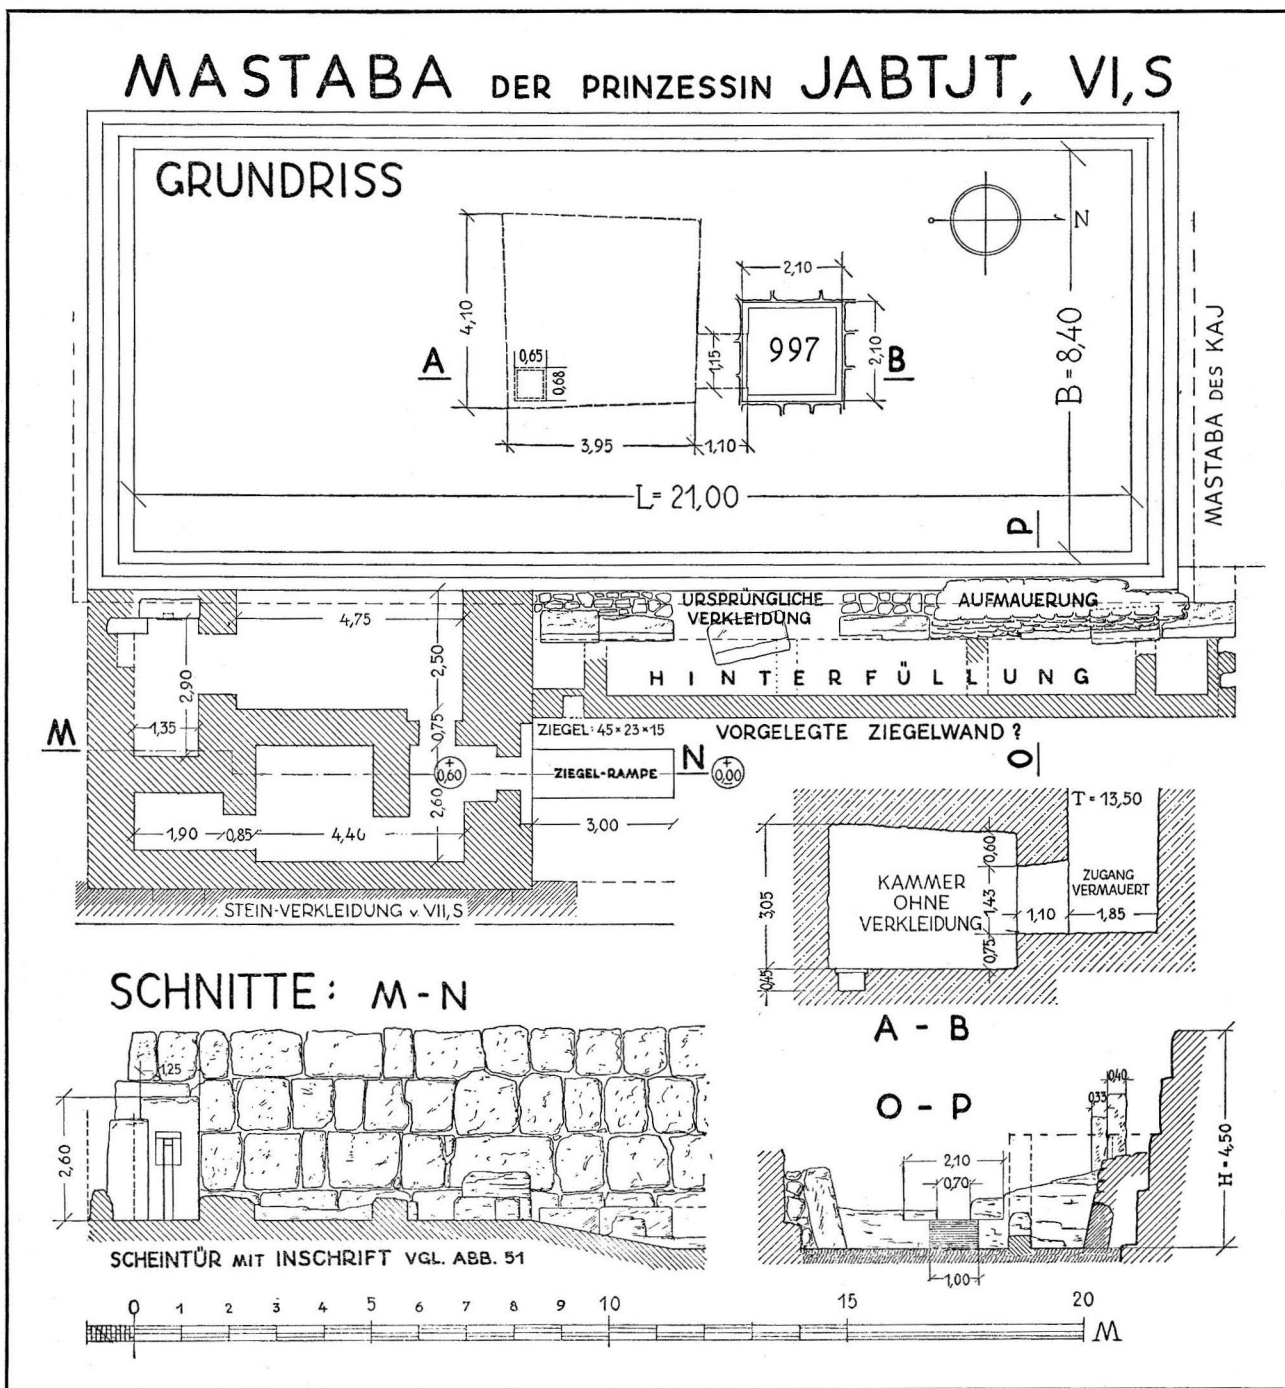 MASTABA DER PRINZESSIN JABTJT, VI,S
GRUNDRISS
N
2,10
4,10
A
0,65
0,68
1,15
997
2,10
B
B = 8,40
MASTABA DES KAJ
3,95
1,10
L = 21,00
P
4,75
2,50
URSPRÜNGLICHE
VERKLEIDUNG
AUFMAUERUNG
HINTERFÜLLUNG
2,90
1,35
0,75
M
ZIEGEL: 45×23×15
VORGELEGTE ZIEGELWAND ?
+
0,60
ZIEGEL-RAMPE
N
+
0,00
O
2,60
1,90
0,85
4,40
3,00
T = 13,50
STEIN-VERKLEIDUNG v. VII,S
3,05
0,45
KAMMER
OHNE
VERKLEIDUNG
0,60
1,43
0,75
1,10
ZUGANG
VERMAUERT
1,85
SCHNITTE: M - N
A - B
O - P
1,25
2,60
SCHEINTÜR MIT INSCHRIFT VGL. ABB. 51
2,10
0,70
1,00
0,33
0,40
H = 4,50
0 1 2 3 4 5 6 7 8 9 10 15 20
M